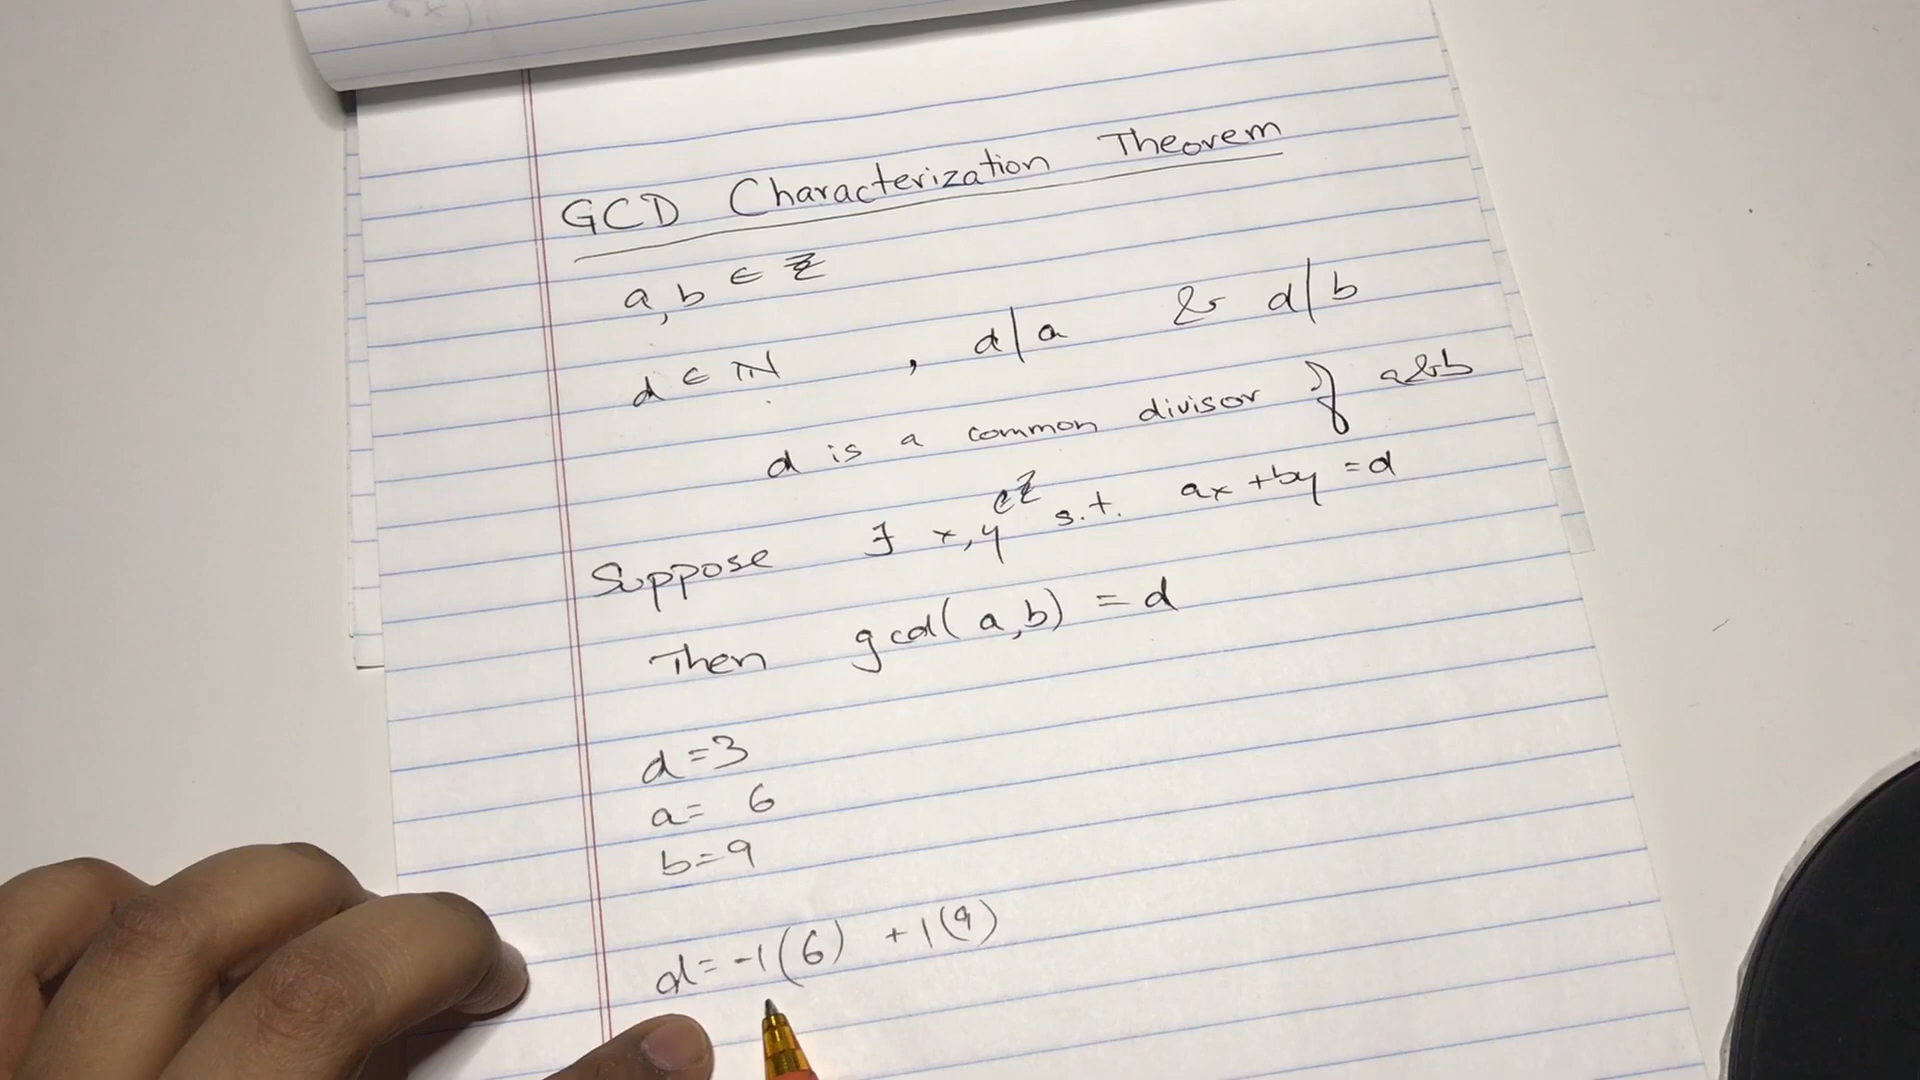 GCD Characterization Theorem
a, b ∈ ℤ
d ∈ ℕ , d|a & d|b
d is a common divisor of a&b
Suppose ∃ x,y ∈ℤ s.t. ax +by =d
Then gcd(a,b) = d
d=3
a= 6
b=9
d= -1(6) +1(9)